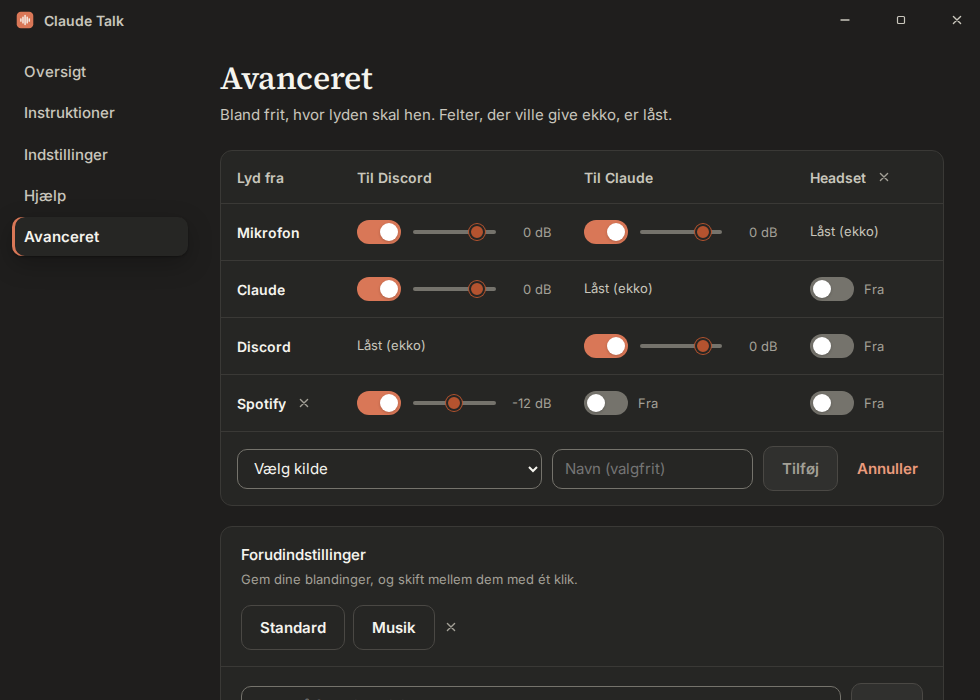 Claude Talk
Oversigt
Instruktioner
Indstillinger
Hjælp
Avanceret
Avanceret
Bland frit, hvor lyden skal hen. Felter, der ville give ekko, er låst.
Lyd fra Til Discord Til Claude Headset
Mikrofon 0 dB 0 dB Låst (ekko)
Claude 0 dB Låst (ekko) Fra
Discord Låst (ekko) 0 dB Fra
Spotify -12 dB Fra Fra
Vælg kilde Navn (valgfrit) Tilføj Annuller
Forudindstillinger
Gem dine blandinger, og skift mellem dem med ét klik.
Standard Musik